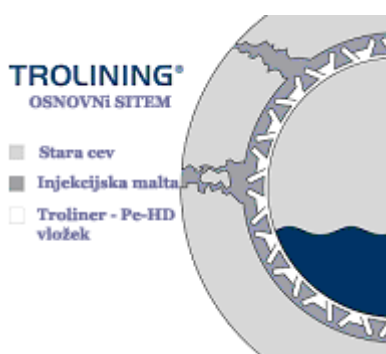 TROLINING®
OSNOVNi SITEM
Stara cev
Injekcijska malta
Troliner - Pe-HD
vložek